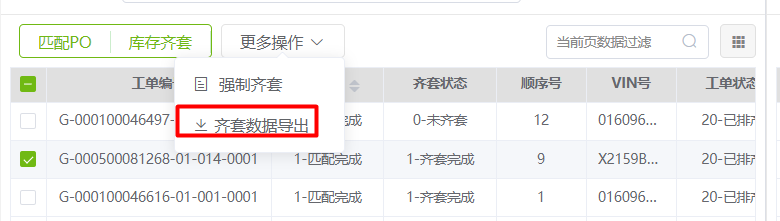 匹配PO 库存齐套 更多操作 当前页数据过滤
工单编 齐套状态 顺序号 VIN号 工单状态
强制齐套
G-000100046497- 完成 0-未齐套 12 016096... 20-已排
齐套数据导出
G-000500081268-01-014-0001 1-匹配完成 1-齐套完成 9 X2159B... 20-已排
G-000100046616-01-001-0001 1-匹配完成 1-齐套完成 1 016096... 20-已排